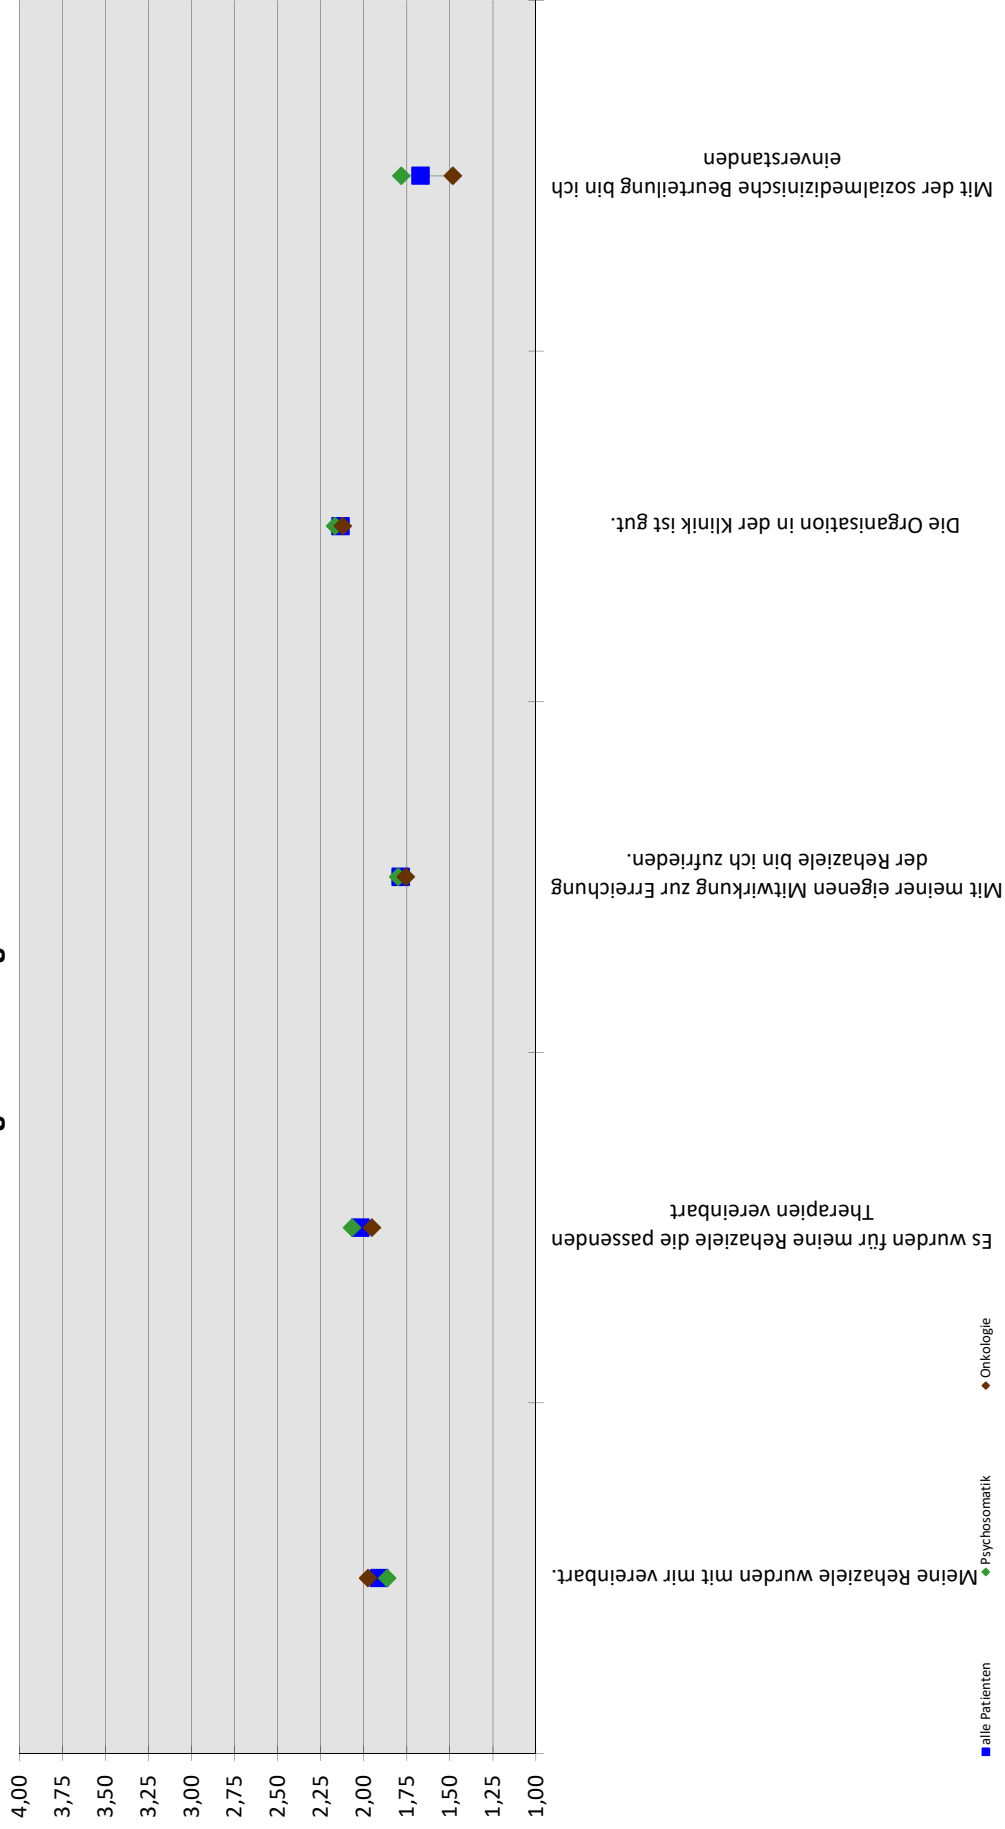 4,00
3,75
3,50
3,25
3,00
2,75
2,50
2,25
2,00
1,75
1,50
1,25
1,00
Meine Rehaziele wurden mit mir vereinbart.
Es wurden für meine Rehaziele die passenden
Therapien vereinbart
Mit meiner eigenen Mitwirkung zur Erreichung
der Rehaziele bin ich zufrieden.
Die Organisation in der Klinik ist gut.
Mit der sozialmedizinische Beurteilung bin ich
einverstanden
alle Patienten
Psychosomatik
Onkologie